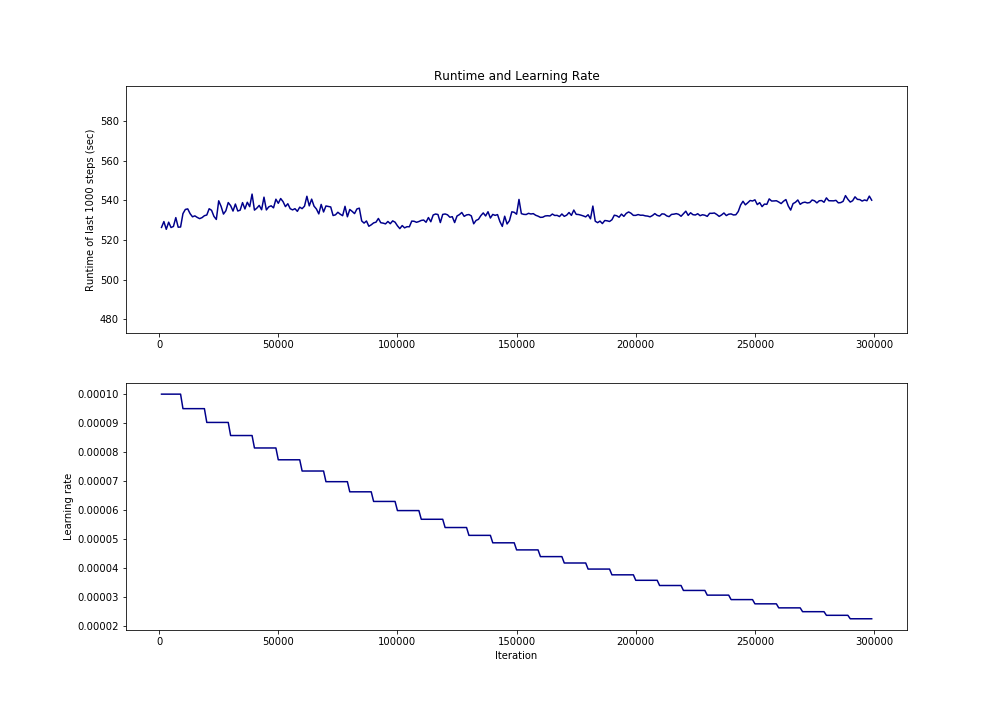 Runtime and Learning Rate
Runtime of last 1000 steps (sec)
580
560
540
520
500
480
0 50000 100000 150000 200000 250000 300000
Learning rate
0.00010
0.00009
0.00008
0.00007
0.00006
0.00005
0.00004
0.00003
0.00002
0 50000 100000 150000 200000 250000 300000
Iteration